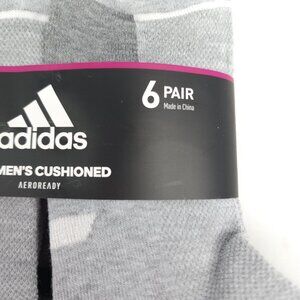 adidas
MEN'S CUSHIONED
AEROREADY
6 PAIR
Made in China